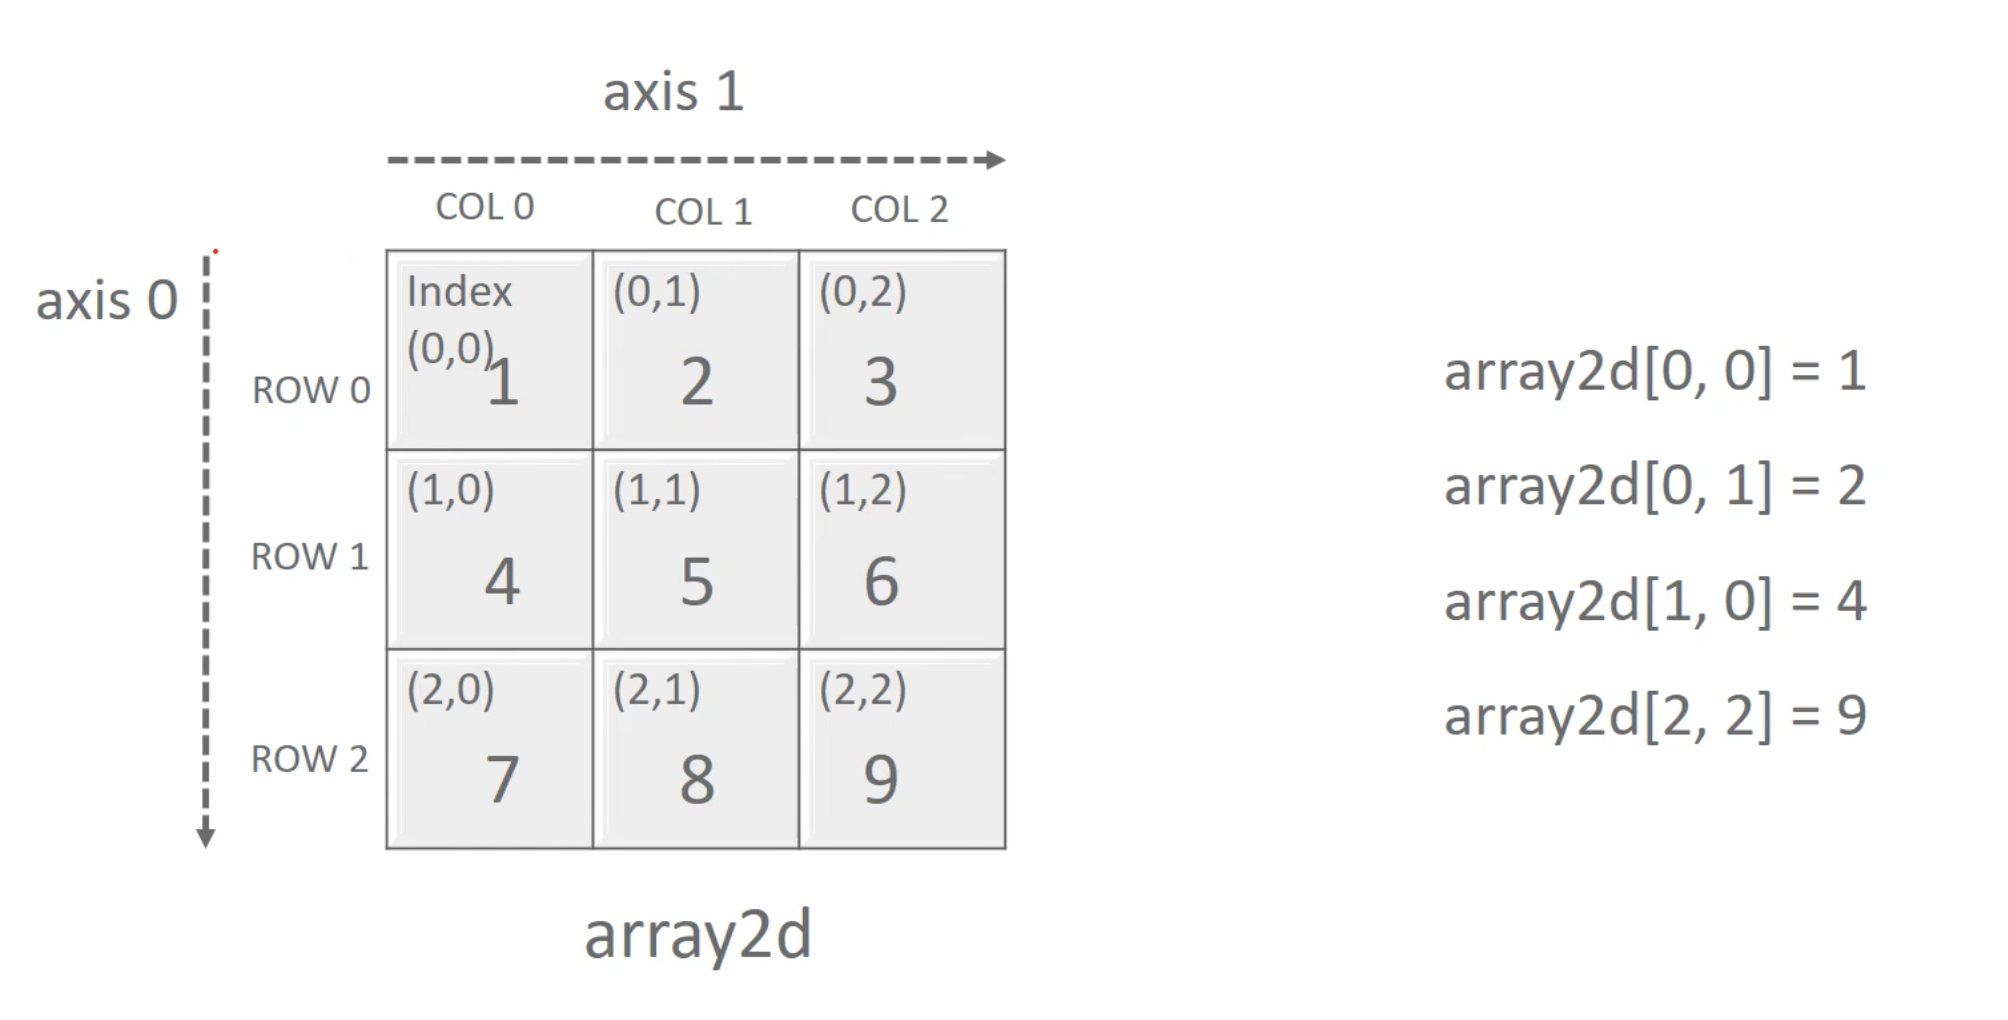 axis 1
COL 0 COL 1 COL 2
axis 0
ROW 0
Index
(0,0)
1
(0,1)
2
(0,2)
3
ROW 1
(1,0)
4
(1,1)
5
(1,2)
6
ROW 2
(2,0)
7
(2,1)
8
(2,2)
9
array2d
array2d[0, 0] = 1
array2d[0, 1] = 2
array2d[1, 0] = 4
array2d[2, 2] = 9